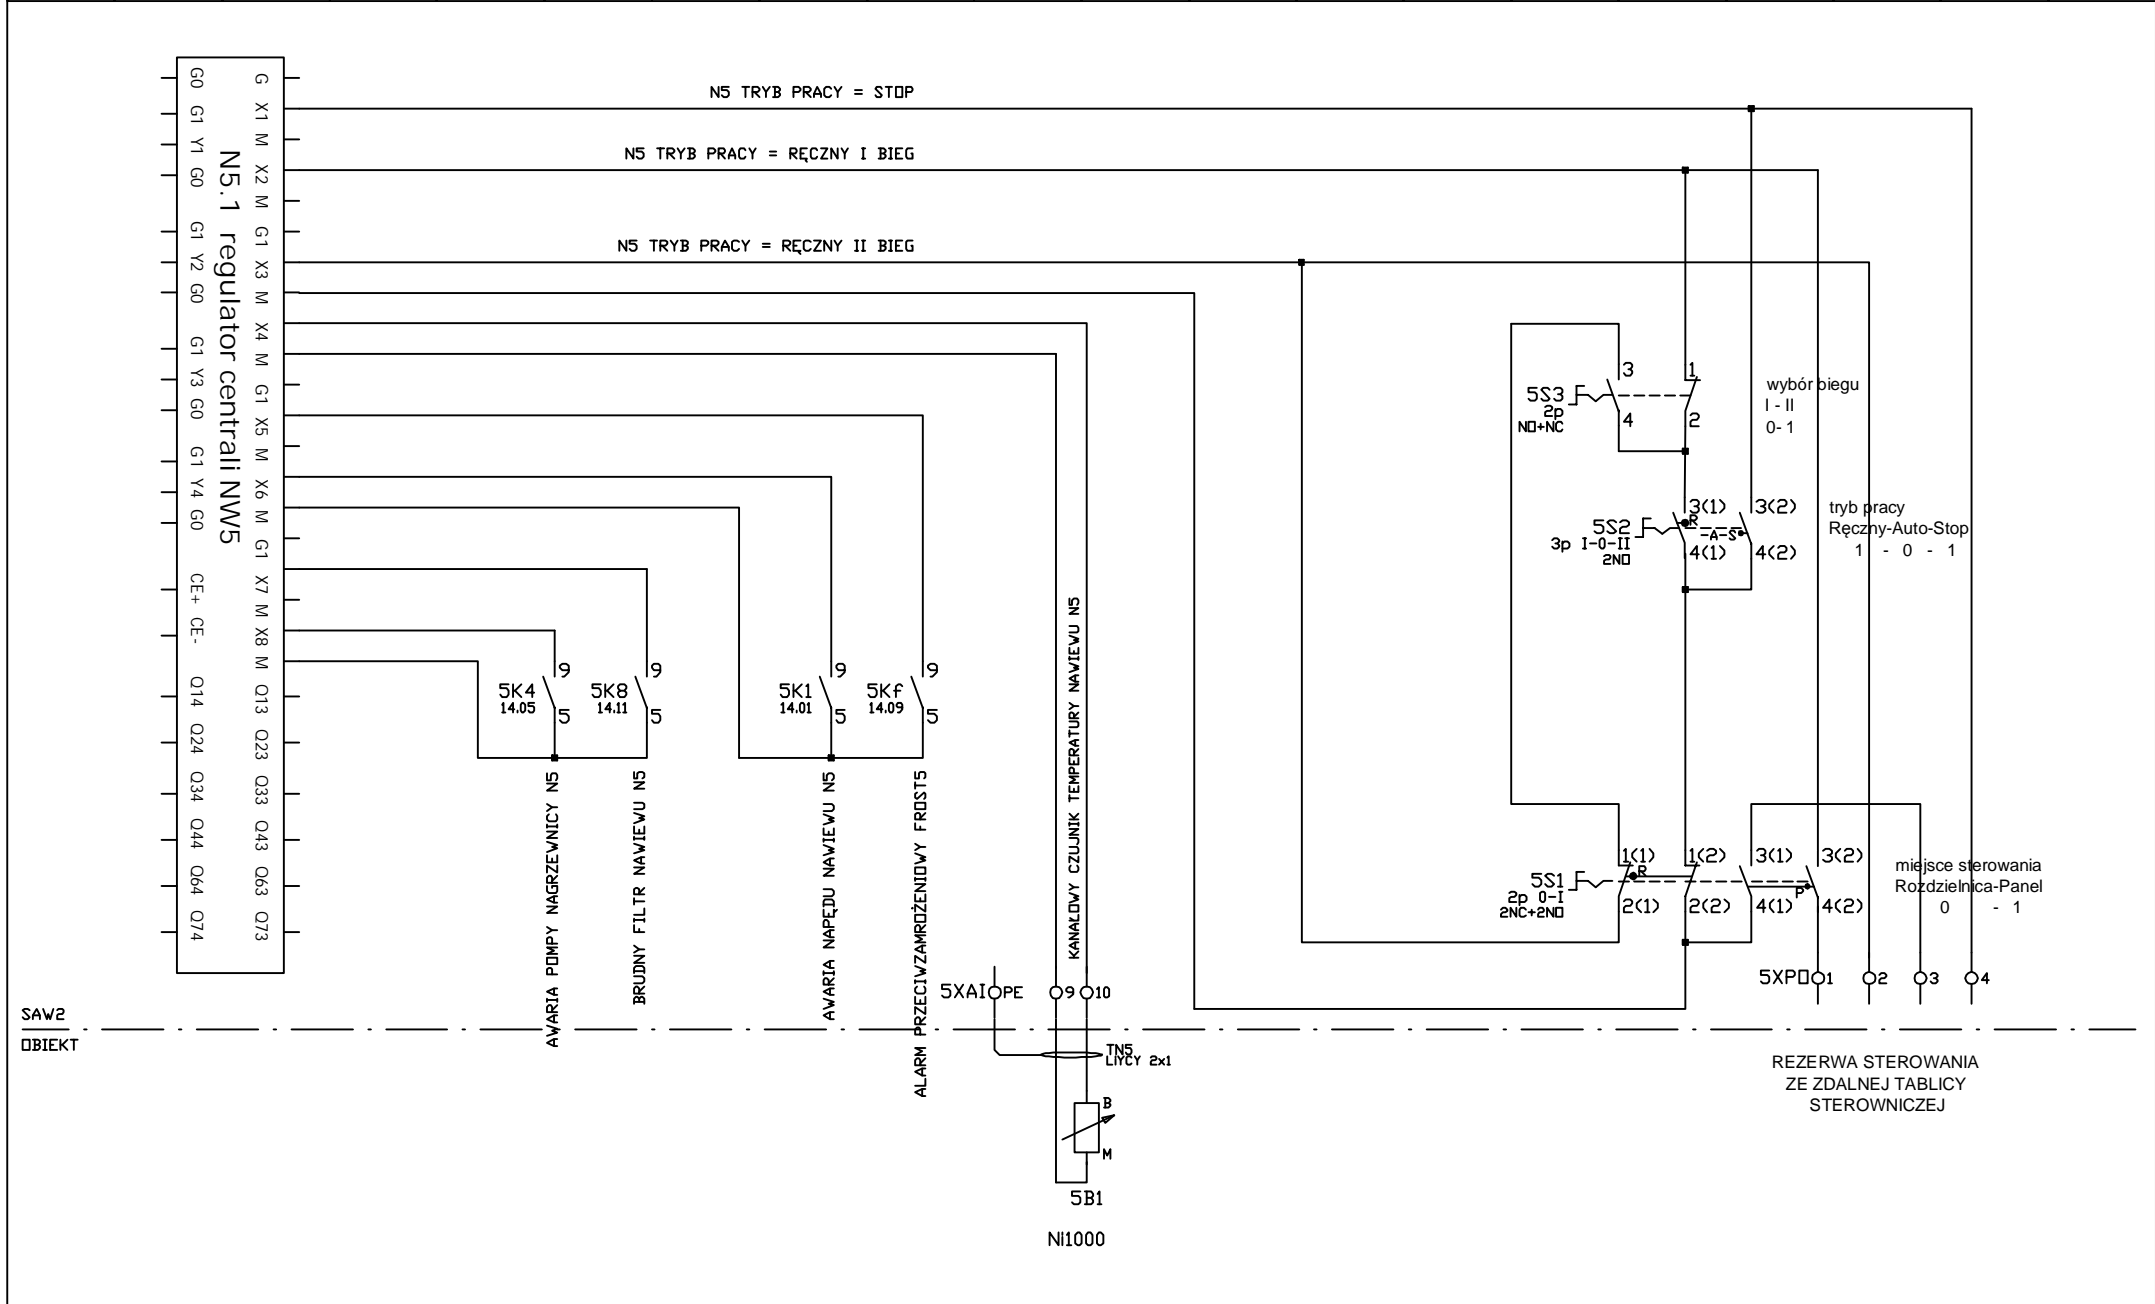 G0
G1
Y1
G0
G1
Y2
G0
G1
Y3
G0
G1
Y4
G0
CE+
CE-
Q14
Q24
Q34
Q44
Q64
Q74
N5.1 regulator centrali NW5
G
X1
M
X2
M
G1
X3
M
X4
M
G1
X5
M
X6
M
G1
X7
M
X8
M
Q13
Q23
Q33
Q43
Q63
Q73
N5 TRYB PRACY = STOP
N5 TRYB PRACY = RĘCZNY I BIEG
N5 TRYB PRACY = RĘCZNY II BIEG
5K4
14.05
9
5
5K8
14.11
9
5
5K1
14.01
9
5
5Kf
14.09
9
5
AWARIA POMPY NAGRZEWNICY N5
BRUDNY FILTR NAWIEWU N5
AWARIA NAPĘDU NAWIEWU N5
ALARM PRZECIWZAMROŻENIOWY FROST5
KANAŁOWY CZUJNIK TEMPERATURY NAWIEWU N5
5S3
2p
NO+NC
3
4
1
2
wybór biegu
I - II
0- 1
5S2
3p I-0-II
2NO
3(1)
R
4(1)
-A-S
3(2)
4(2)
tryb pracy
Ręczny-Auto-Stop
1 - 0 - 1
5S1
2p 0-I
2NC+2NO
1(1)
R
2(1)
1(2)
2(2)
3(1)
4(1)
P
3(2)
4(2)
miejsce sterowania
Rozdzielnica-Panel
0 - 1
5XAI
PE
9
10
5XPO
1
2
3
4
SAW2
OBIEKT
TN5
LIYCY 2x1
B
M
5B1
NI1000
REZERWA STEROWANIA
ZE ZDALNEJ TABLICY
STEROWNICZEJ